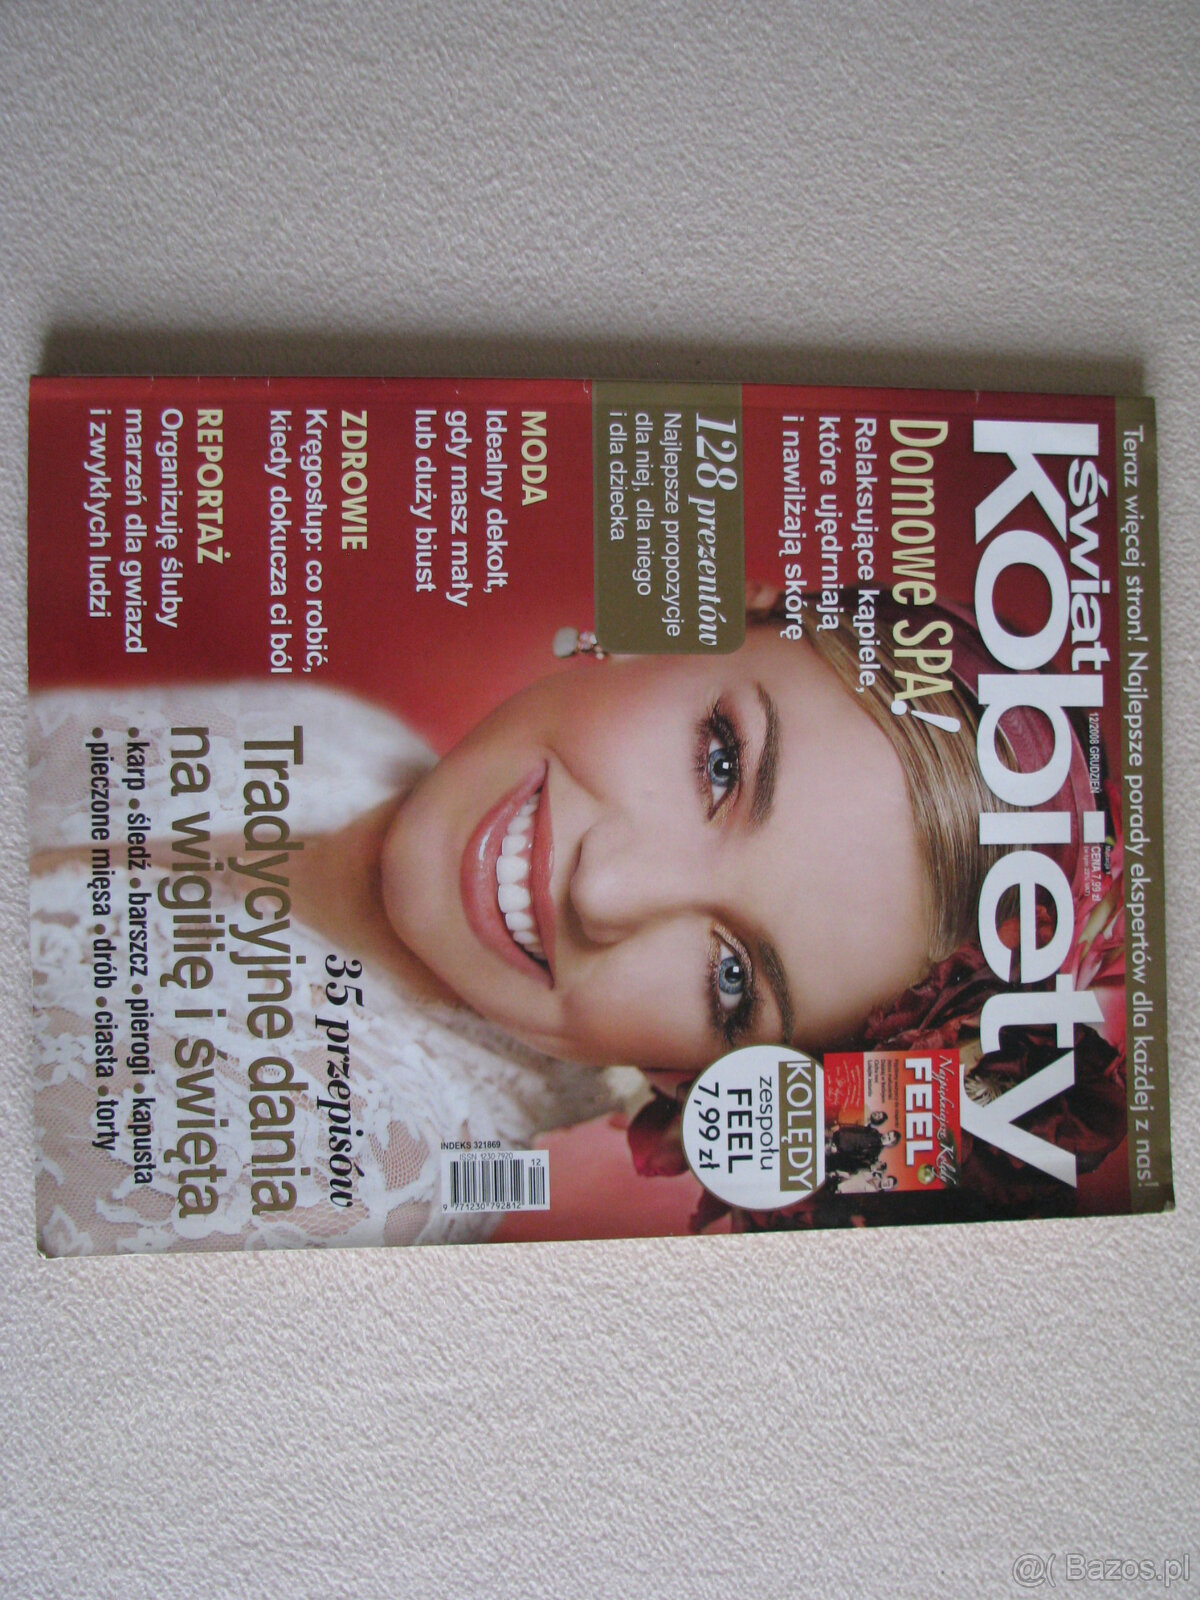 Teraz więcej stron! Najlepsze porady ekspertów dla każdej z nas!
świat
kobiety
12/2008 GRUDZIEŃ
CENA 7,99 zł
Domowe SPA!
Relaksujące kąpiele,
które ujędrniają
i nawilżają skórę
128 prezentów
Najlepsze propozycje
dla niej, dla niego
i dla dziecka
MODA
Idealny dekolt,
gdy masz mały
lub duży biust
ZDROWIE
Kręgosłup: co robić,
kiedy dokucza ci ból
REPORTAŻ
Organizuję śluby
marzeń dla gwiazd
i zwykłych ludzi
Najpiękniejsze Kolędy
FEEL
KOLĘDY
zespołu
FEEL
7,99 zł
INDEKS 321869
ISSN 1230-7920
12
9 771230 792812
35 przepisów
Tradycyjne dania
na wigilię i święta
• karp • śledź • barszcz • pierogi • kapusta
• pieczone mięsa • drób • ciasta • torty
@( Bazos.pl